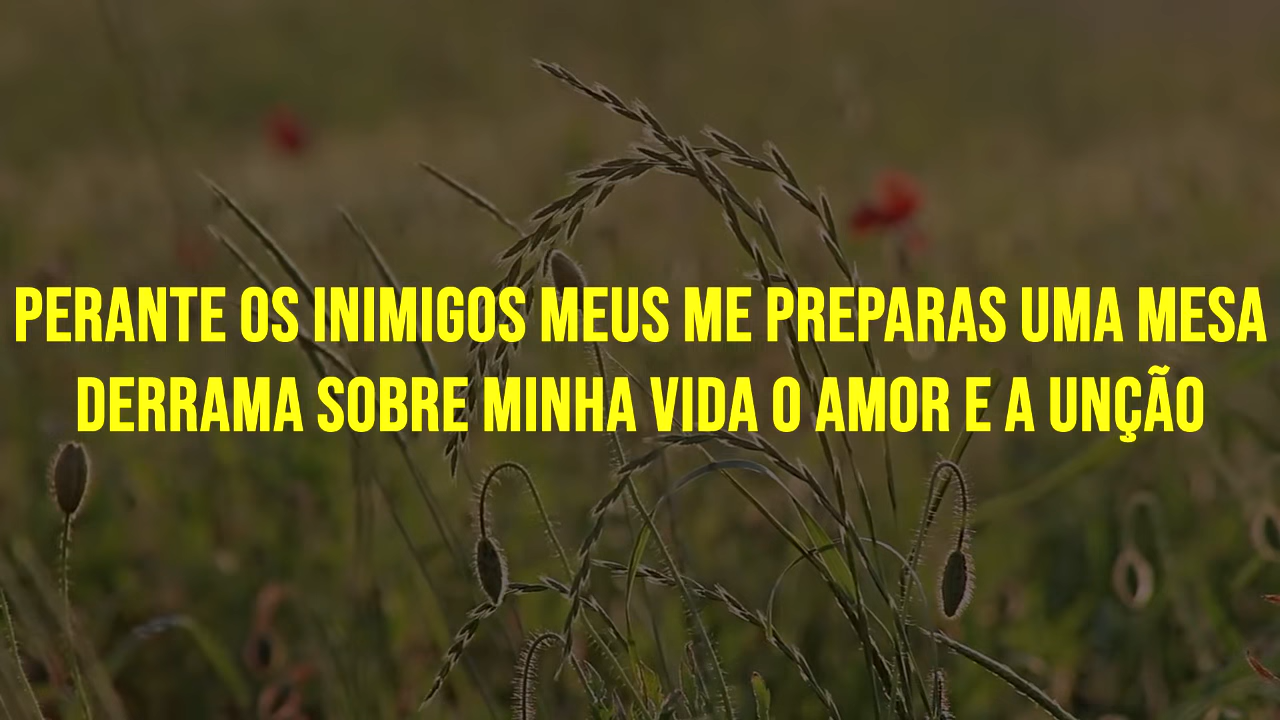 PERANTE OS INIMIGOS MEUS ME PREPARAS UMA MESA
DERRAMA SOBRE MINHA VIDA O AMOR E A UNÇÃO